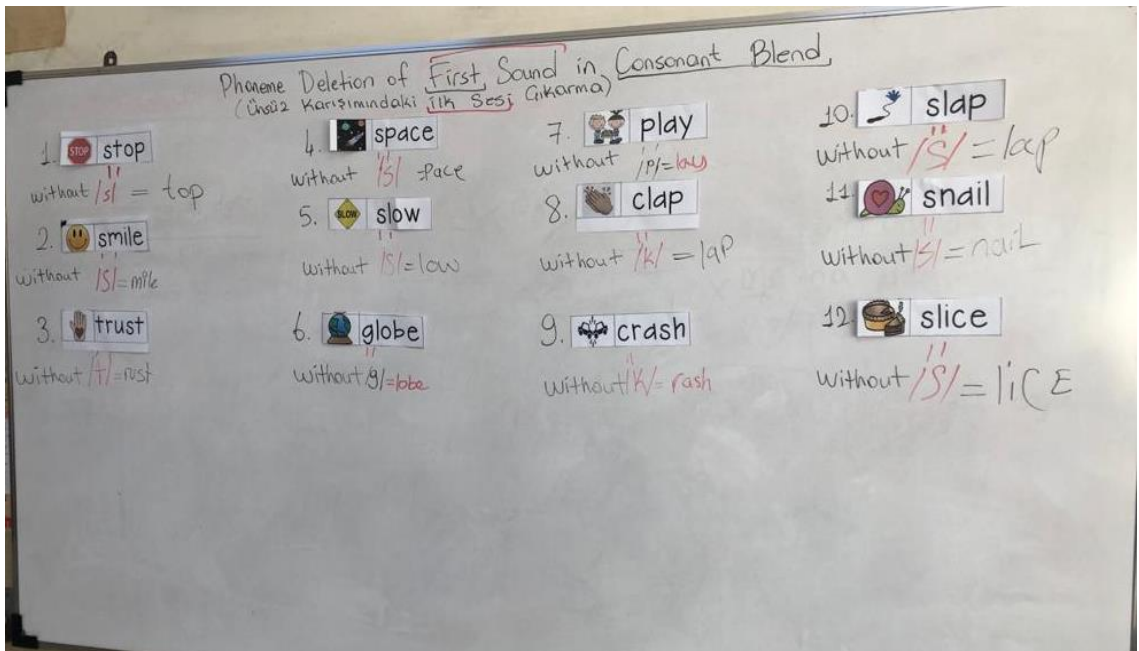 Phoneme Deletion of First Sound in Consonant Blend
(Ünsüz Karışımındaki ilk Sesi Çıkarma)
1. STOP stop
without /s/ = top
2. smile
without /S/=mile
3. trust
without /t/=rust
4. space
without /S/ =Pace
5. SLOW slow
without /S/=low
6. globe
without /g/=lobe
7. play
without /P/=lay
8. clap
without /k/ = lap
9. crash
without /K/= rash
10. slap
without /S/ = lap
11. snail
without /S/=naiL
12. slice
without /S/= liCE